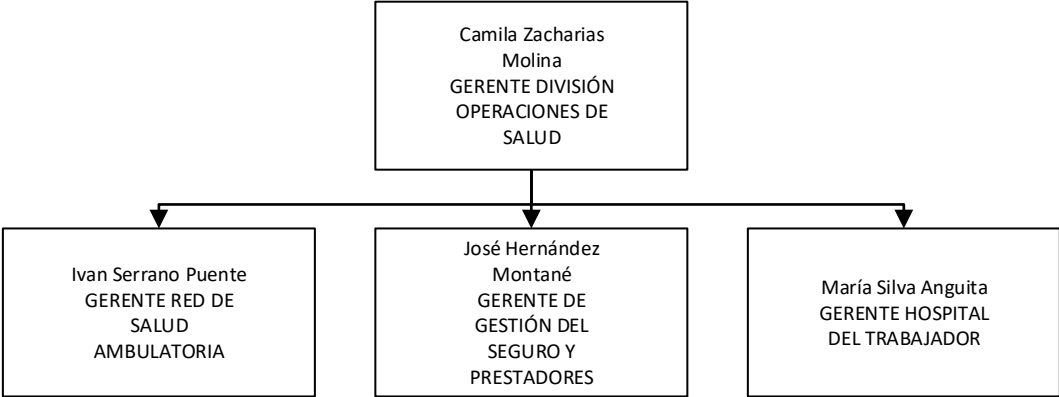 Camila Zacharias
Molina
GERENTE DIVISIÓN
OPERACIONES DE
SALUD
Ivan Serrano Puente
GERENTE RED DE
SALUD
AMBULATORIA
José Hernández
Montané
GERENTE DE
GESTIÓN DEL
SEGURO Y
PRESTADORES
María Silva Anguita
GERENTE HOSPITAL
DEL TRABAJADOR